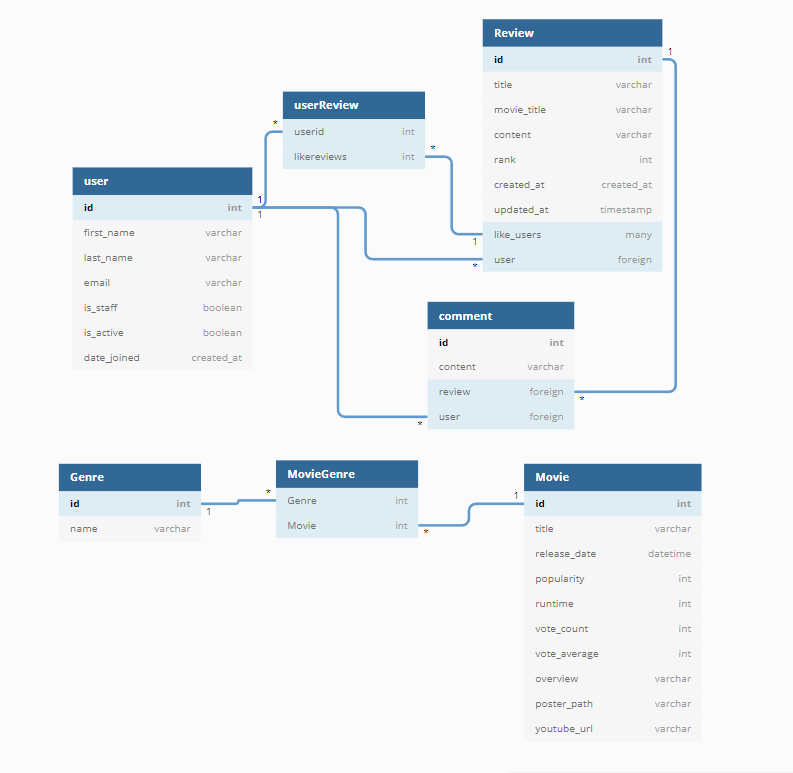 Review
id int
title varchar
movie_title varchar
content varchar
rank int
created_at created_at
updated_at timestamp
like_users many
user foreign
1
1
*
userReview
userid int
likereviews int
*
*
user
id int
first_name varchar
last_name varchar
email varchar
is_staff boolean
is_active boolean
date_joined created_at
1
1
comment
id int
content varchar
review foreign
user foreign
*
*
Genre
id int
name varchar
1
MovieGenre
Genre int
Movie int
*
*
Movie
id int
title varchar
release_date datetime
popularity int
runtime int
vote_count int
vote_average int
overview varchar
poster_path varchar
youtube_url varchar
1